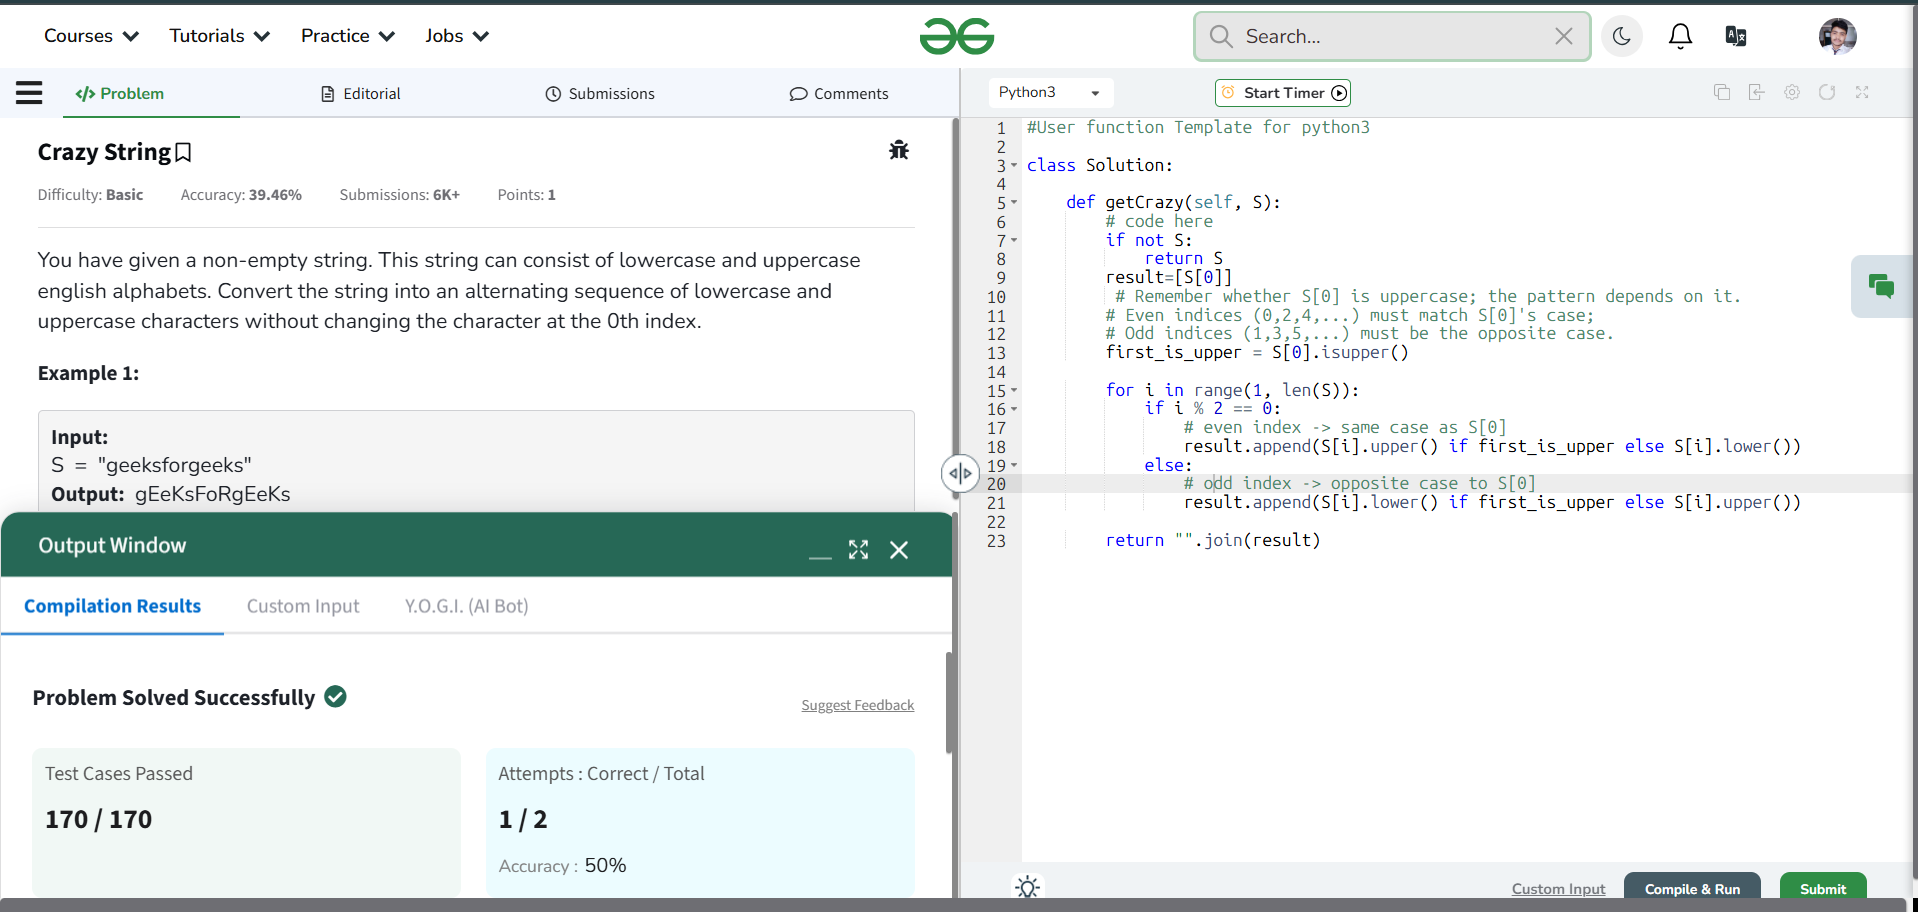 Courses Tutorials Practice Jobs Search...
Problem Editorial Submissions Comments
Crazy String
Difficulty: Basic Accuracy: 39.46% Submissions: 6K+ Points: 1
You have given a non-empty string. This string can consist of lowercase and uppercase
english alphabets. Convert the string into an alternating sequence of lowercase and
uppercase characters without changing the character at the 0th index.
Example 1:
Input:
S = "geeksforgeeks"
Output: gEeKsFoRgEeKs
Output Window
Compilation Results Custom Input Y.O.G.I. (AI Bot)
Problem Solved Successfully
Suggest Feedback
Test Cases Passed
170 / 170
Attempts : Correct / Total
1 / 2
Accuracy : 50%
Python3 Start Timer
1 #User function Template for python3
2
3 class Solution:
4
5 def getCrazy(self, S):
6 # code here
7 if not S:
8 return S
9 result=[S[0]]
10 # Remember whether S[0] is uppercase; the pattern depends on it.
11 # Even indices (0,2,4,...) must match S[0]'s case;
12 # Odd indices (1,3,5,...) must be the opposite case.
13 first_is_upper = S[0].isupper()
14
15 for i in range(1, len(S)):
16 if i % 2 == 0:
17 # even index -> same case as S[0]
18 result.append(S[i].upper() if first_is_upper else S[i].lower())
19 else:
20 # odd index -> opposite case to S[0]
21 result.append(S[i].lower() if first_is_upper else S[i].upper())
22
23 return "".join(result)
Custom Input Compile & Run Submit